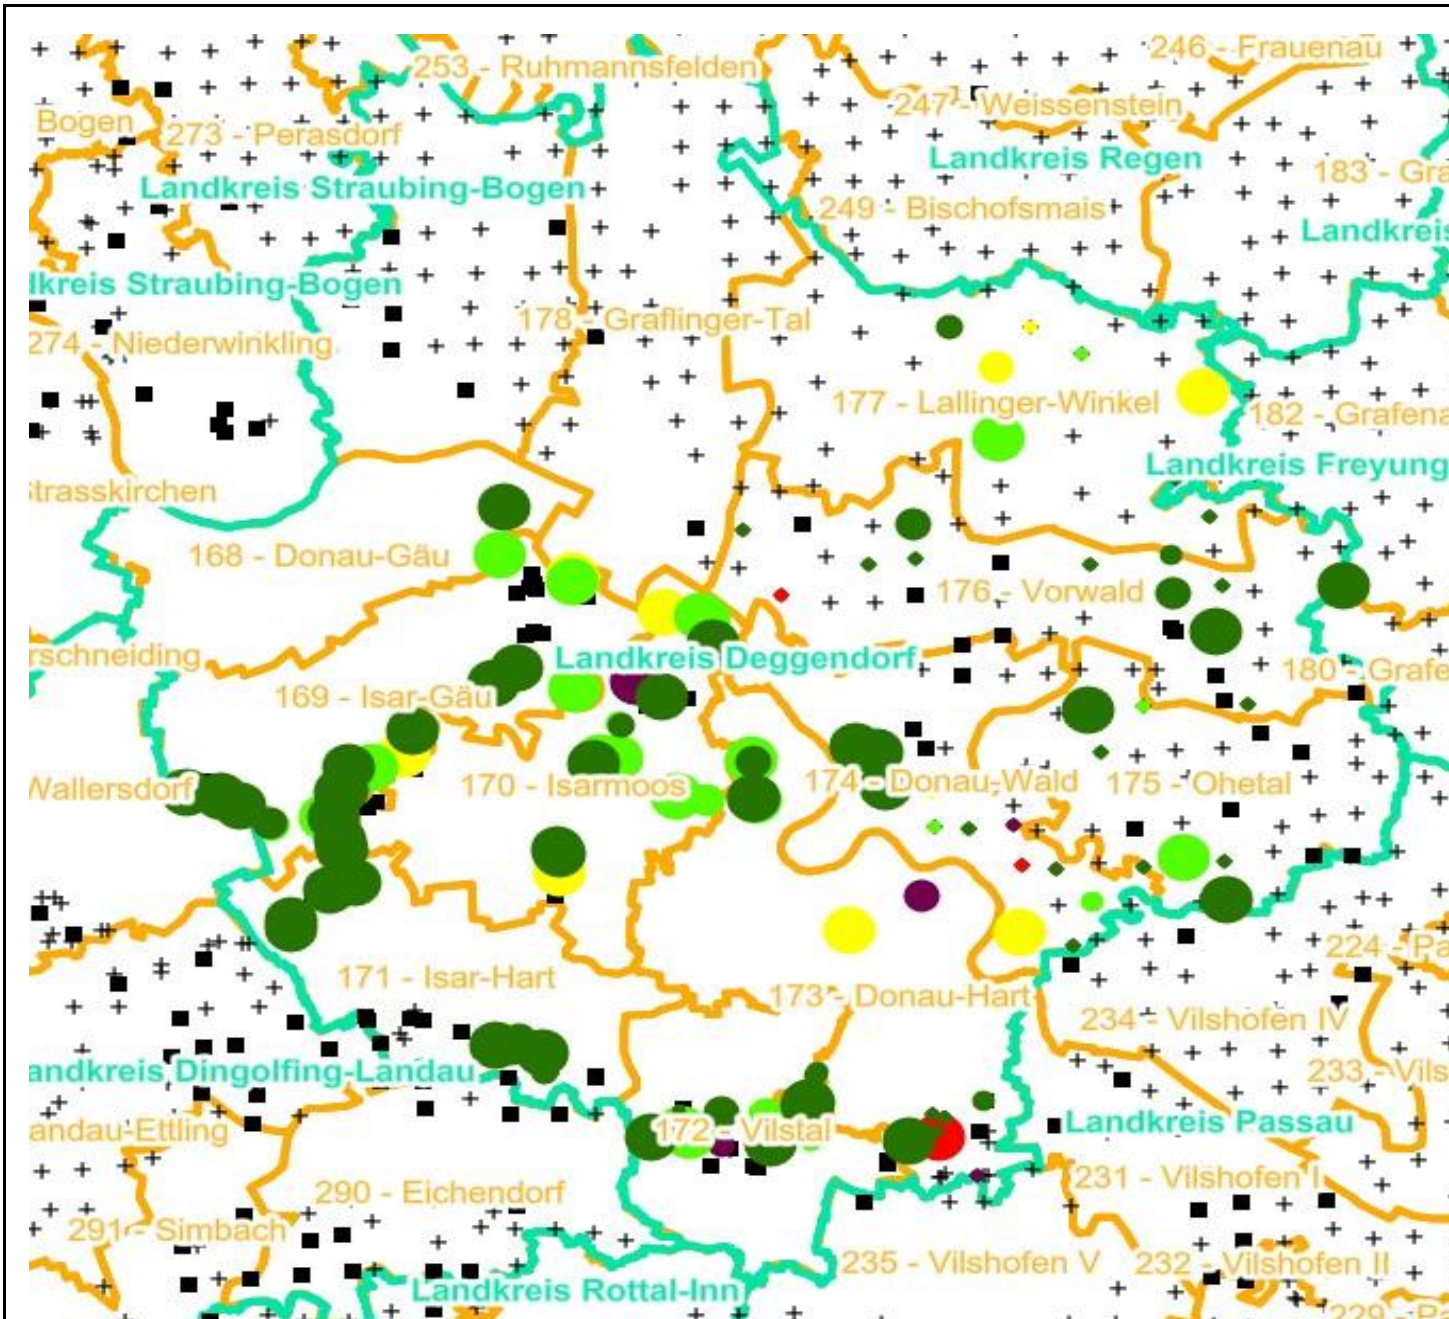 246 - Frauenau
253 - Ruhmannsfelden
247 - Weissenstein
Bogen
273 - Perasdorf
Landkreis Regen
183 - Gra
Landkreis Straubing-Bogen
249 - Bischofsmais
Landkreis
dkreis Straubing-Bogen
178 - Graflinger-Tal
274 - Niederwinkling
177 - Lallinger-Winkel
182 - Grafena
Landkreis Freyung
Strasskirchen
168 - Donau-Gäu
176 - Vorwald
rschneiding
Landkreis Deggendorf
180 - Grafe
169 - Isar-Gäu
Wallersdorf
170 - Isarmoos
174 - Donau-Wald
175 - Ohetal
224 - Pa
171 - Isar-Hart
173 - Donau-Hart
234 - Vilshofen IV
andkreis Dingolfing-Landau
233 - Vils
andau-Ettling
172 - Vilstal
Landkreis Passau
231 - Vilshofen I
290 - Eichendorf
291 - Simbach
235 - Vilshofen V
232 - Vilshofen II
Landkreis Rottal-Inn
229 - Pa